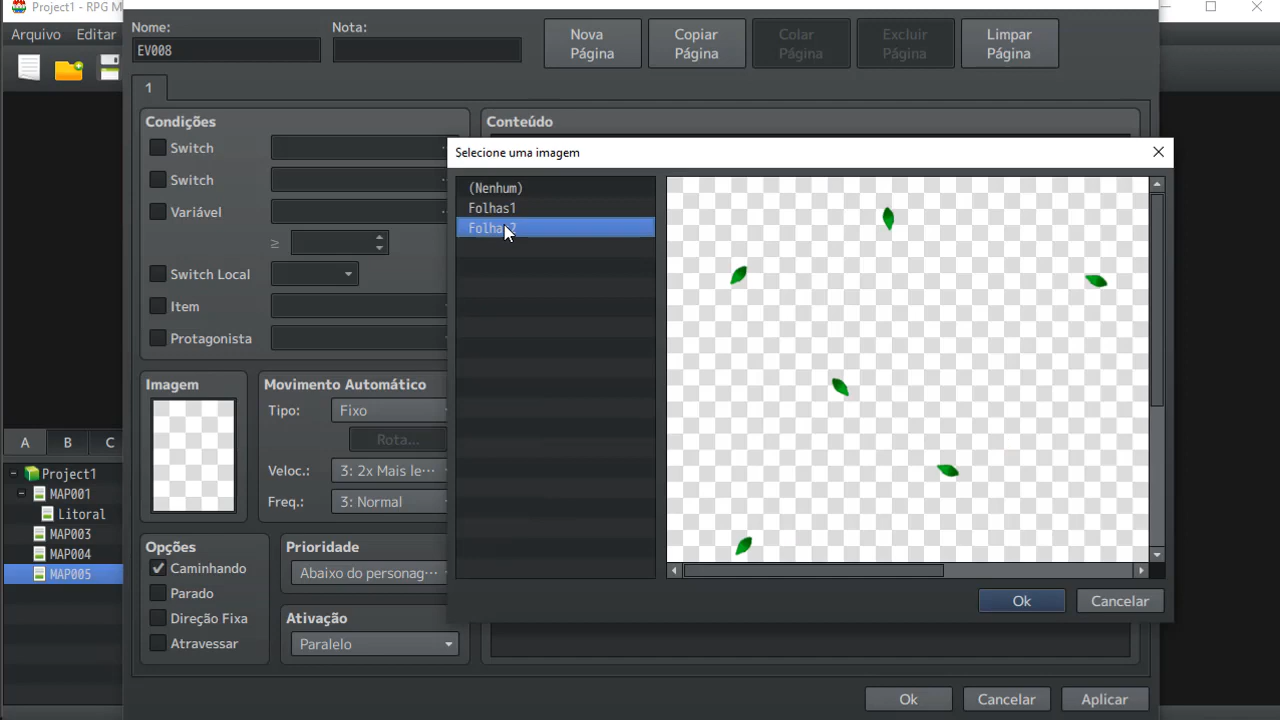 Project1 - RPG M
Arquivo Editar
Nome:
EV008
Nota:
Nova Página
Copiar Página
Colar Página
Excluir Página
Limpar Página
1
Condições
Switch
Switch
Variável
≥
Switch Local
Item
Protagonista
Imagem
Movimento Automático
Tipo:
Fixo
Rota...
Veloc.:
3: 2x Mais le···
Freq.:
3: Normal
Opções
Caminhando
Parado
Direção Fixa
Atravessar
Prioridade
Abaixo do personag···
Ativação
Paralelo
Conteúdo
Selecione uma imagem
(Nenhum)
Folhas1
Folhas2
Ok
Cancelar
A B C
Project1
MAP001
Litoral
MAP003
MAP004
MAP005
Ok
Cancelar
Aplicar